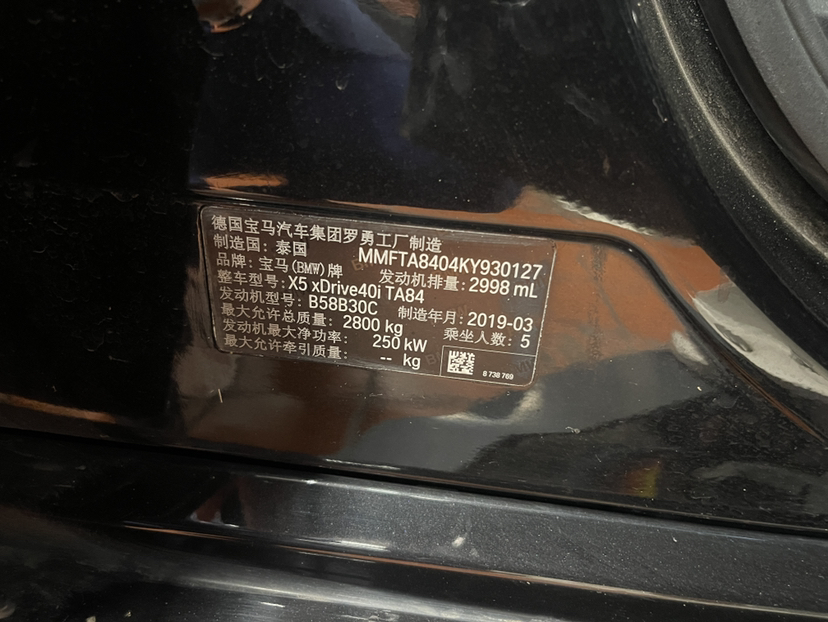 德国宝马汽车集团罗勇工厂制造
制造国: 泰国 MMFTA8404KY930127
品牌: 宝马(BMW)牌 发动机排量: 2998 mL
整车型号: X5 xDrive40i TA84
发动机型号: B58B30C 制造年月: 2019-03
最大允许总质量: 2800 kg 乘坐人数: 5
发动机最大净功率: 250 kW
最大允许牵引质量: -- kg
8 738 769